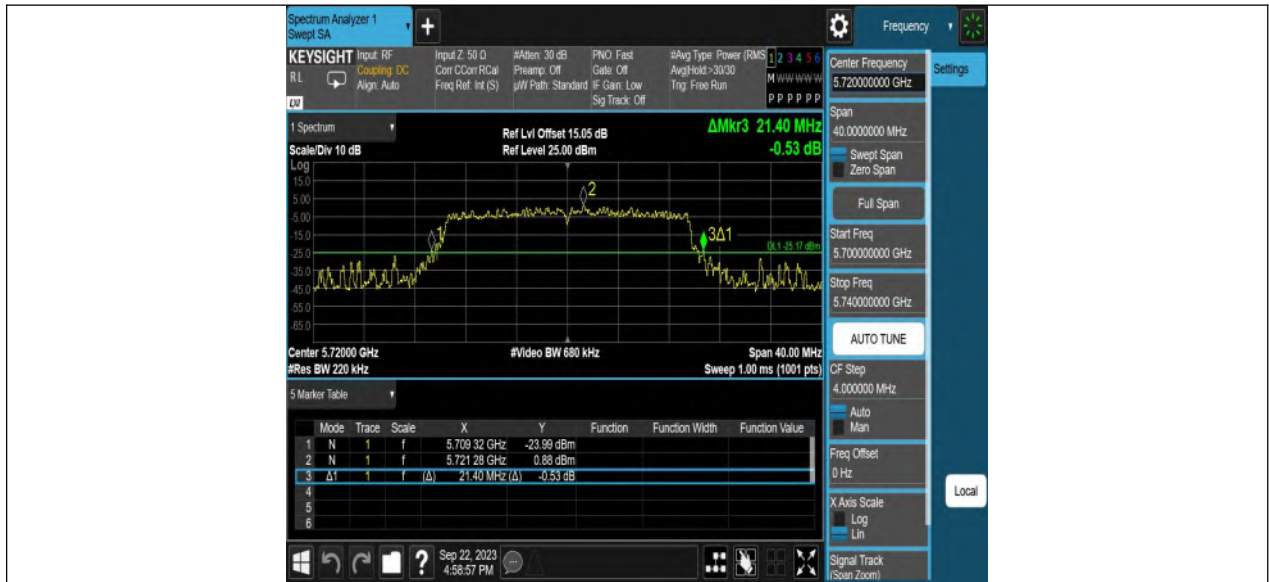 Spectrum Analyzer 1
Swept SA
+
Frequency
KEYSIGHT
RL
LXI
Input: RF
Coupling: DC
Align: Auto
Input Z: 50 Ω
Corr CCorr RCal
Freq Ref: Int (S)
#Atten: 30 dB
Preamp: Off
µW Path: Standard
PNO: Fast
Gate: Off
IF Gain: Low
Sig Track: Off
#Avg Type: Power (RMS
Avg|Hold:>30/30
Trig: Free Run
1 2 3 4 5 6
M W W W W W
P P P P P P
1 Spectrum
Scale/Div 10 dB
Ref Lvl Offset 15.05 dB
Ref Level 25.00 dBm
ΔMkr3 21.40 MHz
-0.53 dB
Log
15.0
5.00
-5.00
-15.0
-25.0
-35.0
-45.0
-55.0
-65.0
1
2
3Δ1
DL1 -25.17 dBm
Center 5.72000 GHz
#Video BW 680 kHz
Span 40.00 MHz
#Res BW 220 kHz
Sweep 1.00 ms (1001 pts)
5 Marker Table
Mode Trace Scale X Y Function Function Width Function Value
1 N 1 f 5.709 32 GHz -23.99 dBm
2 N 1 f 5.721 28 GHz 0.88 dBm
3 Δ1 1 f (Δ) 21.40 MHz (Δ) -0.53 dB
4
5
6
?
Sep 22, 2023
4:58:57 PM
Center Frequency
5.720000000 GHz
Settings
Span
40.0000000 MHz
Swept Span
Zero Span
Full Span
Start Freq
5.700000000 GHz
Stop Freq
5.740000000 GHz
AUTO TUNE
CF Step
4.000000 MHz
Auto
Man
Freq Offset
0 Hz
X Axis Scale
Log
Lin
Local
Signal Track
(Span Zoom)